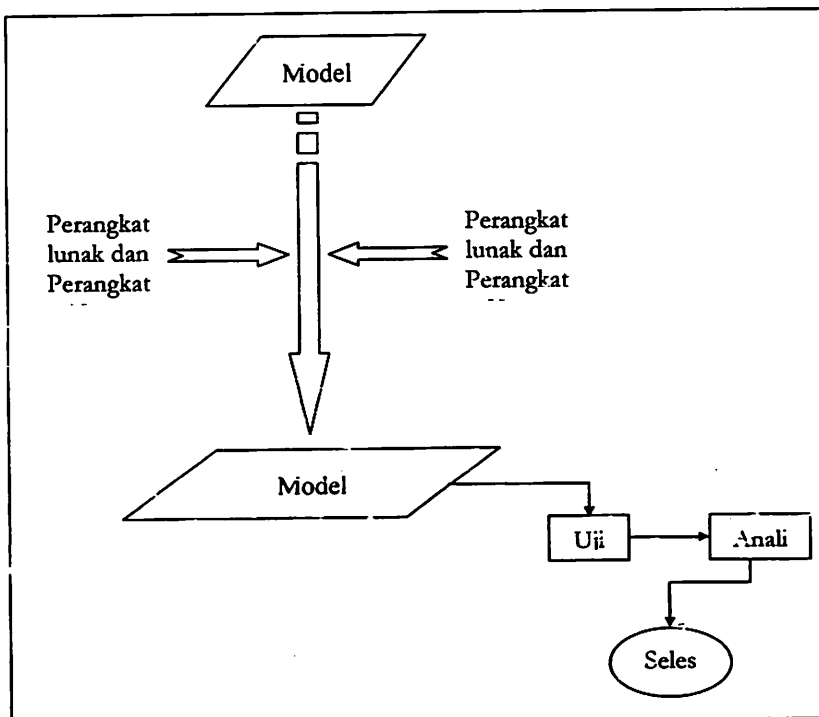 Model
Perangkat
lunak dan
Perangkat
Perangkat
lunak dan
Perangkat
Model
Uji
Anali
Seles